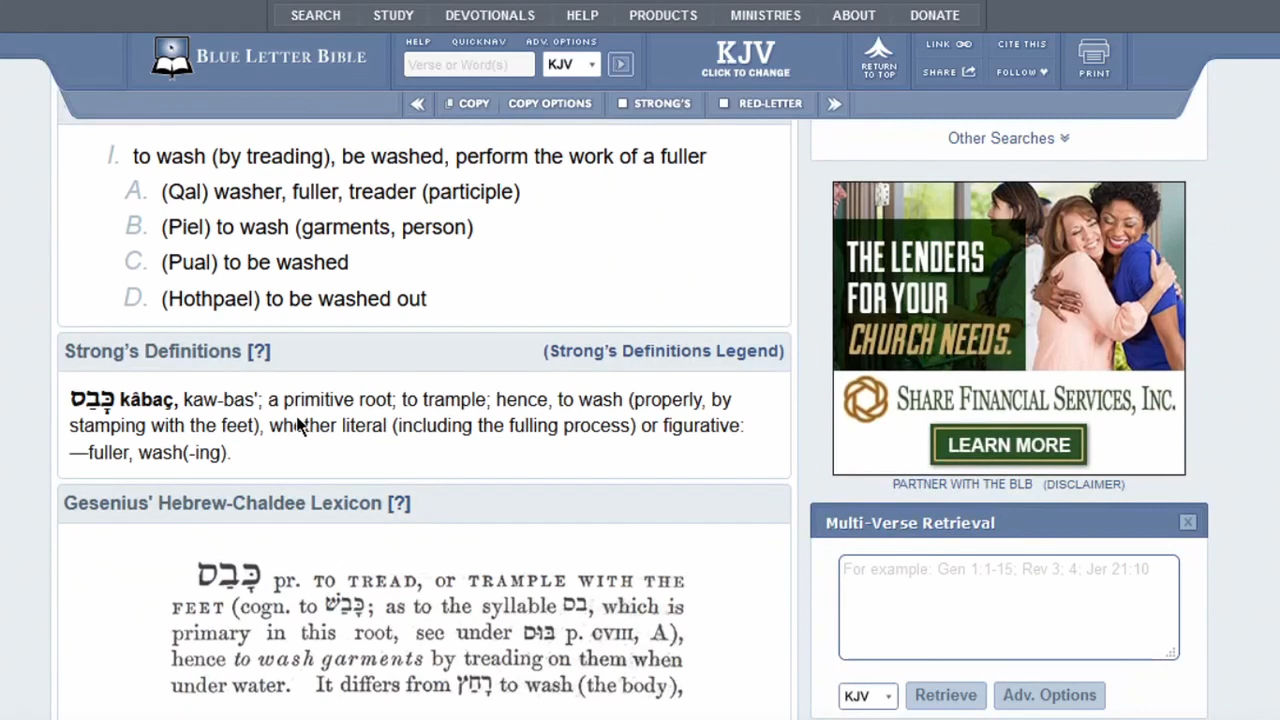 SEARCH STUDY DEVOTIONALS HELP PRODUCTS MINISTRIES ABOUT DONATE
BLUE LETTER BIBLE
HELP QUICKNAV ADV. OPTIONS
Verse or Word(s) KJV
KJV
CLICK TO CHANGE
RETURN
TO TOP
LINK CITE THIS
SHARE FOLLOW
PRINT
COPY COPY OPTIONS STRONG'S RED-LETTER
I. to wash (by treading), be washed, perform the work of a fuller
A. (Qal) washer, fuller, treader (participle)
B. (Piel) to wash (garments, person)
C. (Pual) to be washed
D. (Hothpael) to be washed out
Strong's Definitions [?] (Strong's Definitions Legend)
כָּבַס kâbaç, kaw-bas'; a primitive root; to trample; hence, to wash (properly, by
stamping with the feet), whether literal (including the fulling process) or figurative:
—fuller, wash(-ing).
Gesenius' Hebrew-Chaldee Lexicon [?]
כָּבַס pr. TO TREAD, OR TRAMPLE WITH THE
FEET (cogn. to כָּבַשׁ; as to the syllable בס, which is
primary in this root, see under בּוּס p. CVIII, A),
hence to wash garments by treading on them when
under water. It differs from רָחַץ to wash (the body),
Other Searches
THE LENDERS
FOR YOUR
CHURCH NEEDS.
SHARE FINANCIAL SERVICES, INC.
LEARN MORE
PARTNER WITH THE BLB (DISCLAIMER)
Multi-Verse Retrieval x
For example: Gen 1:1-15; Rev 3; 4; Jer 21:10
KJV Retrieve Adv. Options